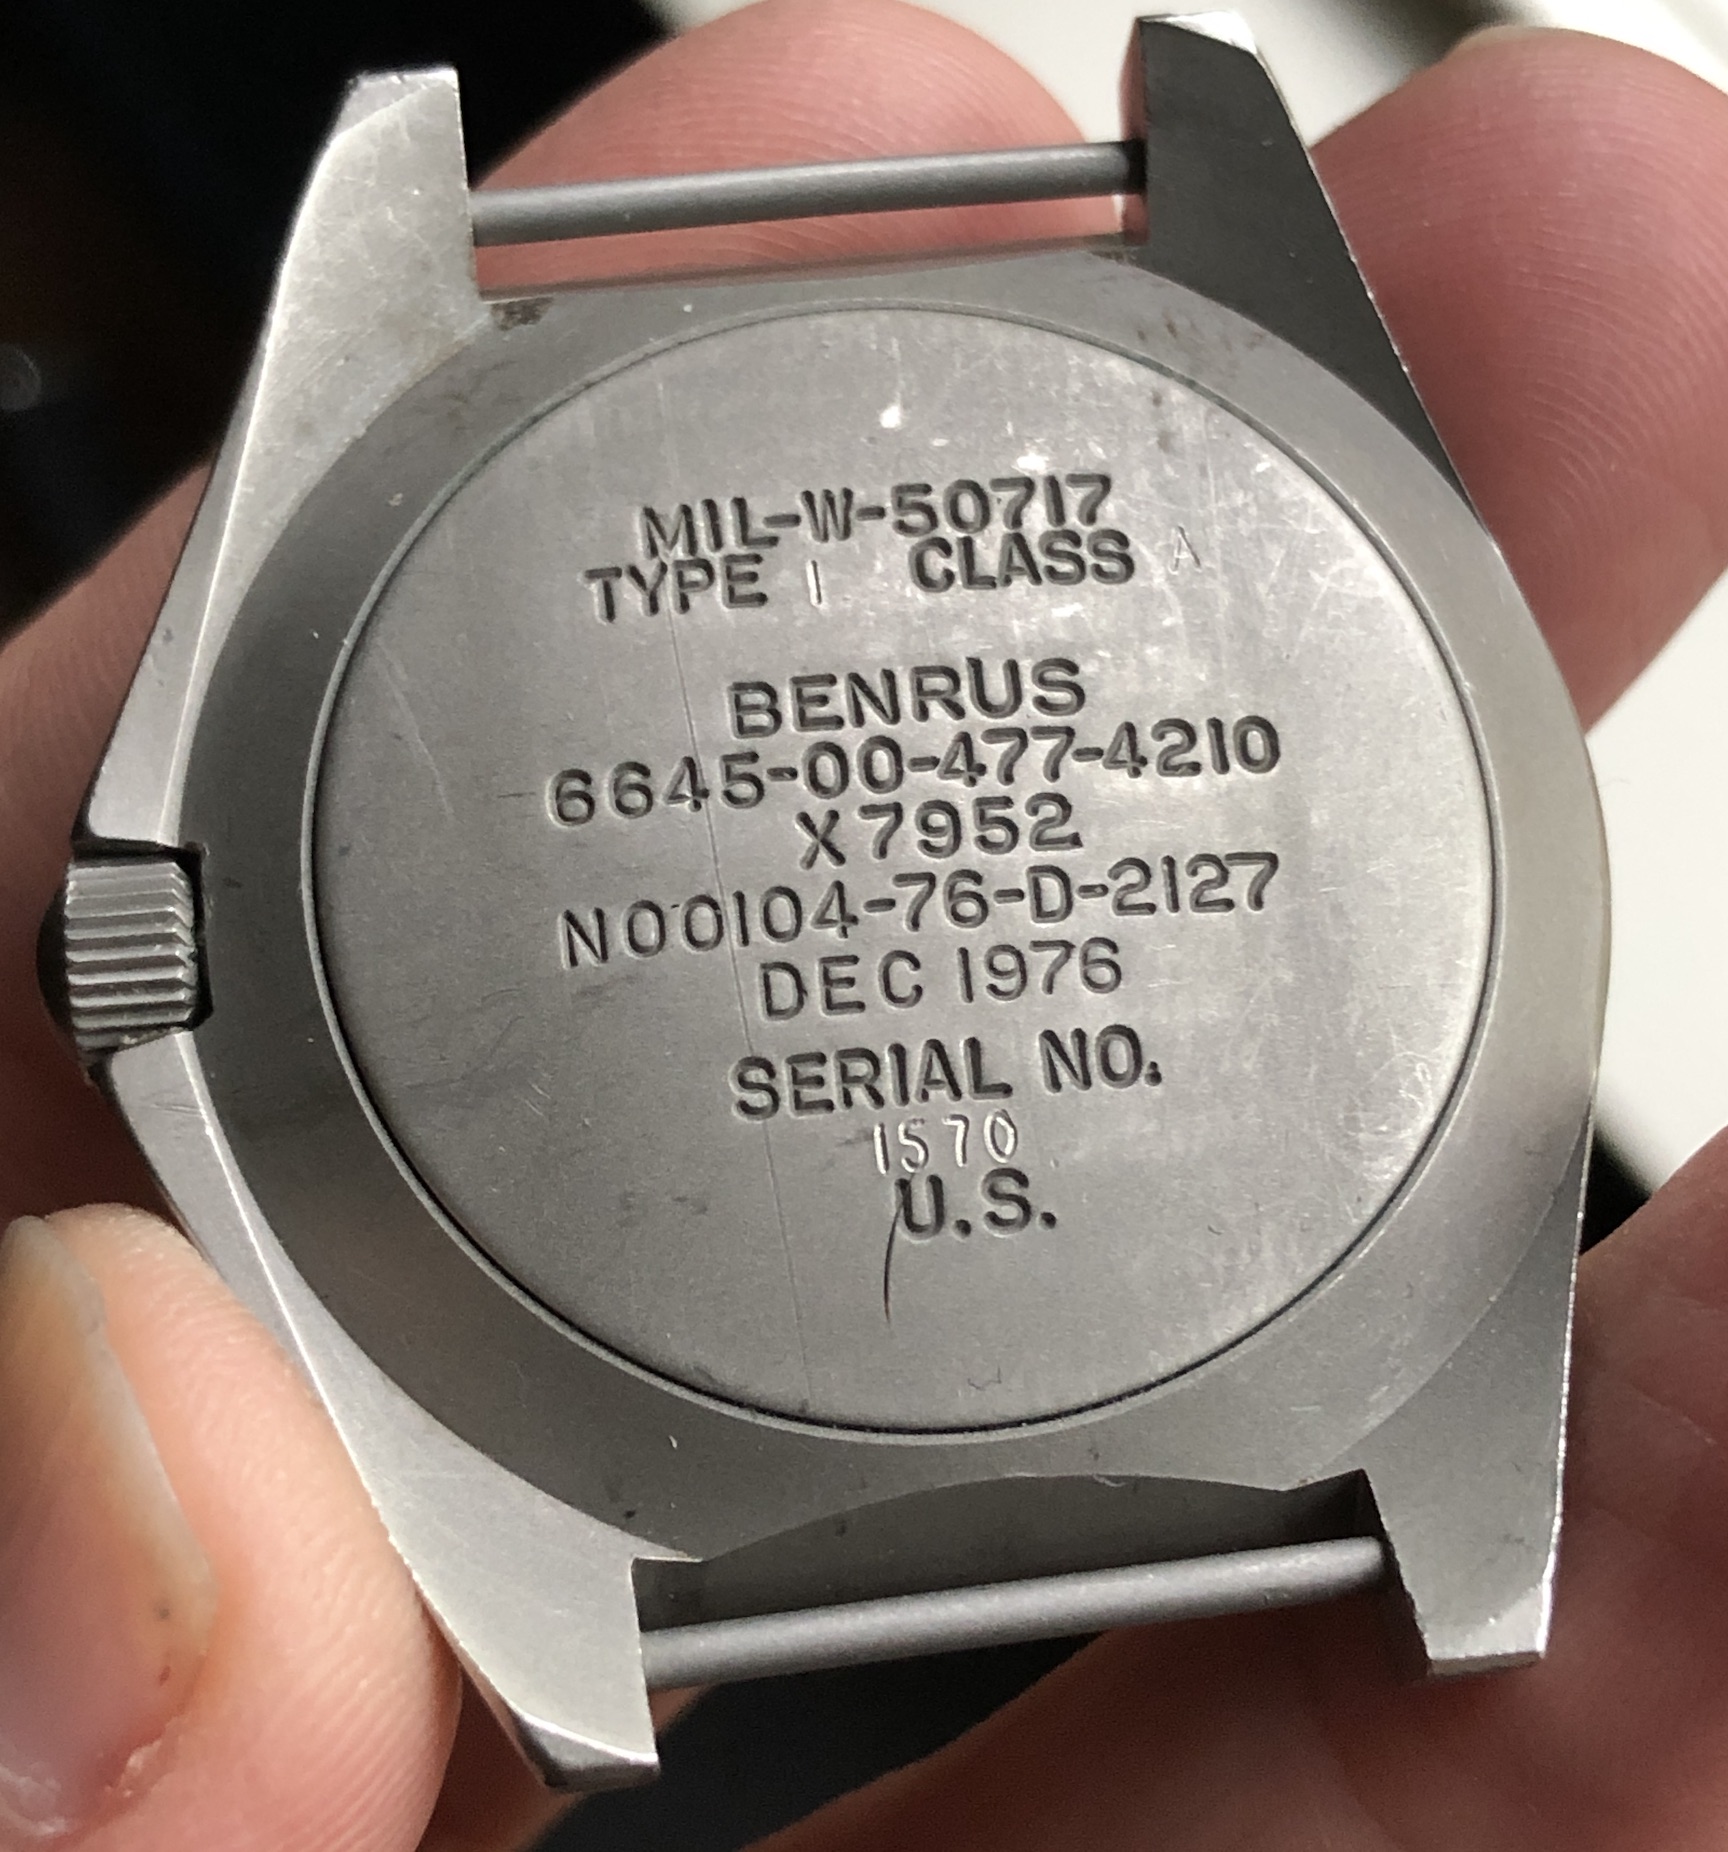 MIL-W-50717
TYPE I CLASS A
BENRUS
6645-00-477-4210
X7952
N00104-76-D-2127
DEC 1976
SERIAL NO.
1570
U.S.